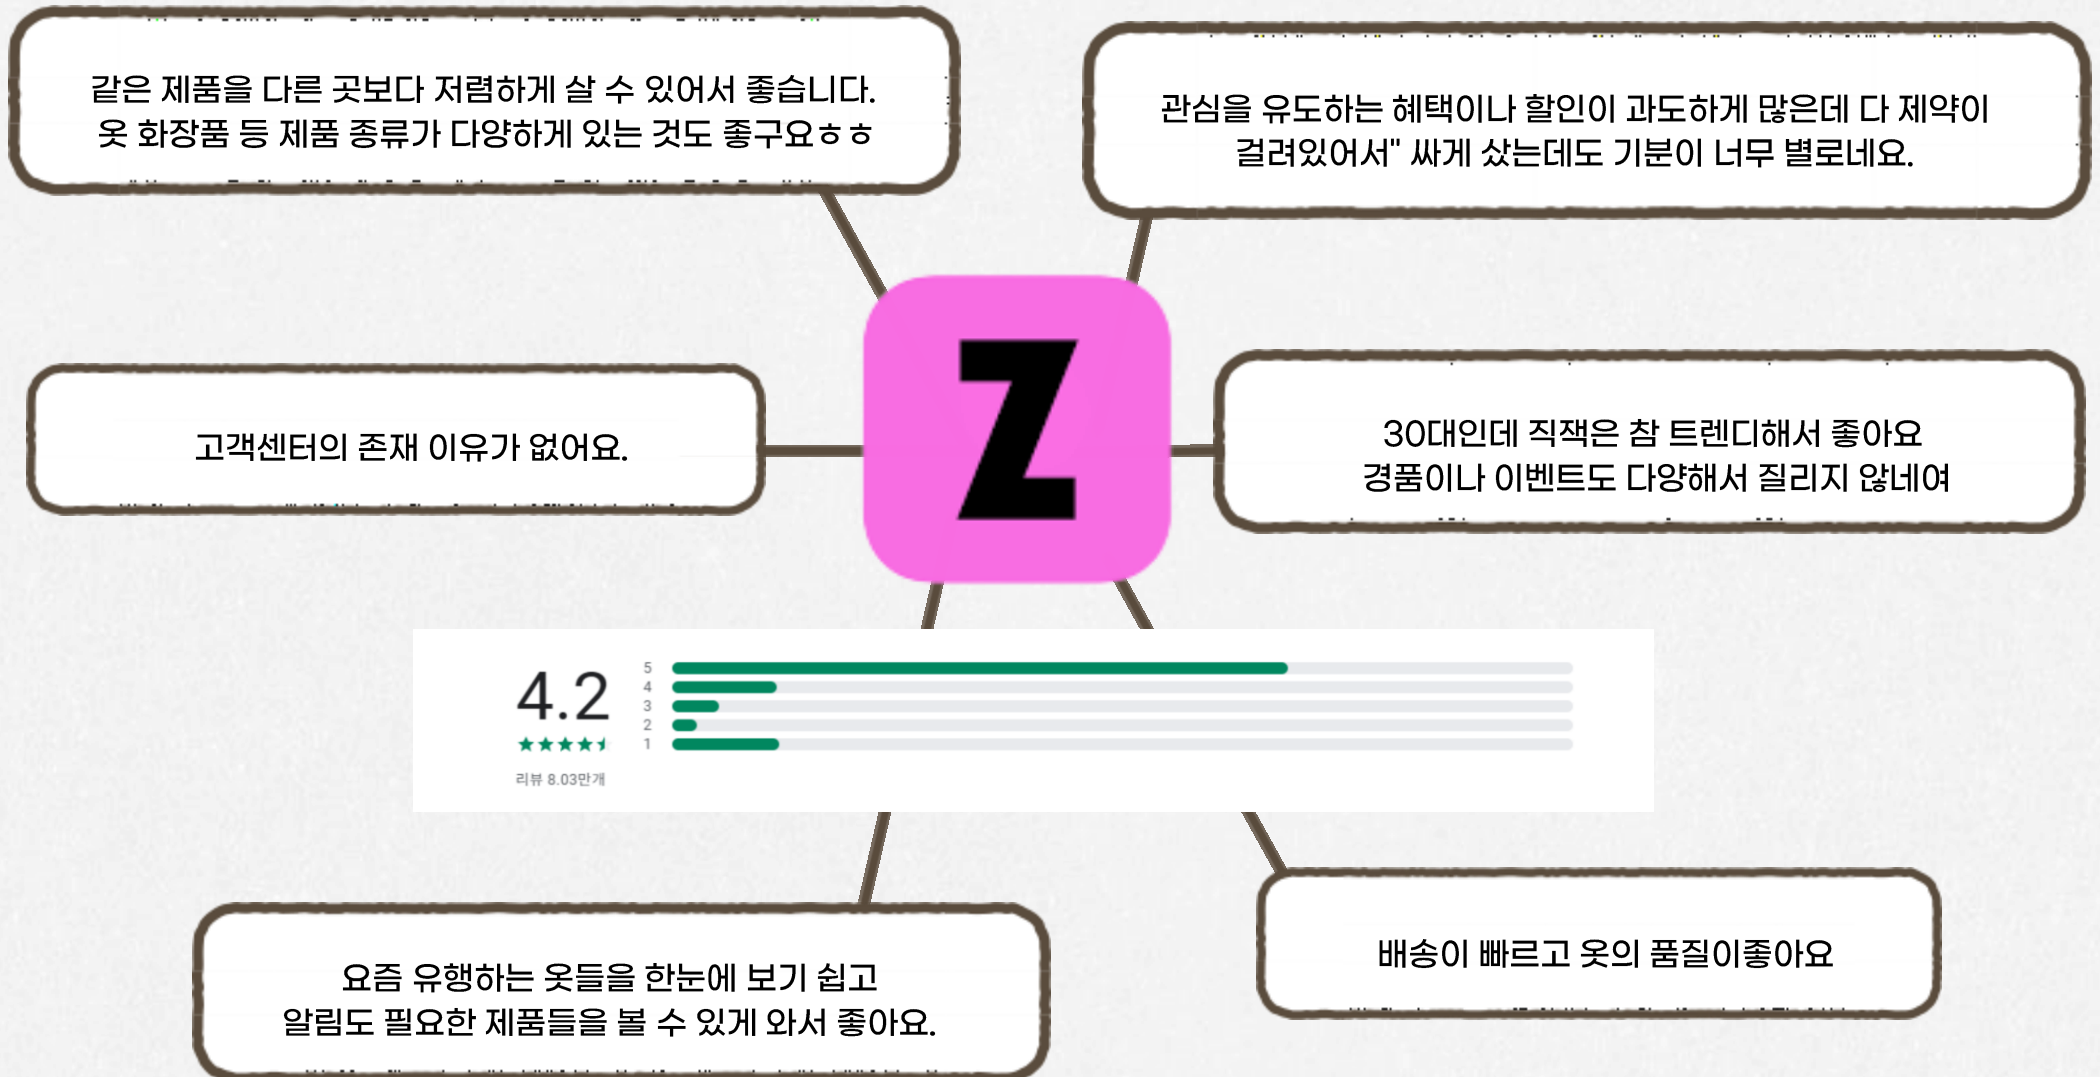 같은 제품을 다른 곳보다 저렴하게 살 수 있어서 좋습니다.
옷 화장품 등 제품 종류가 다양하게 있는 것도 좋구요ㅎㅎ
관심을 유도하는 혜택이나 할인이 과도하게 많은데 다 제약이
걸려있어서" 싸게 샀는데도 기분이 너무 별로네요.
Z
고객센터의 존재 이유가 없어요.
30대인데 직잭은 참 트렌디해서 좋아요
경품이나 이벤트도 다양해서 질리지 않네여
4.2
리뷰 8.03만개
5
4
3
2
1
요즘 유행하는 옷들을 한눈에 보기 쉽고
알림도 필요한 제품들을 볼 수 있게 와서 좋아요.
배송이 빠르고 옷의 품질이좋아요